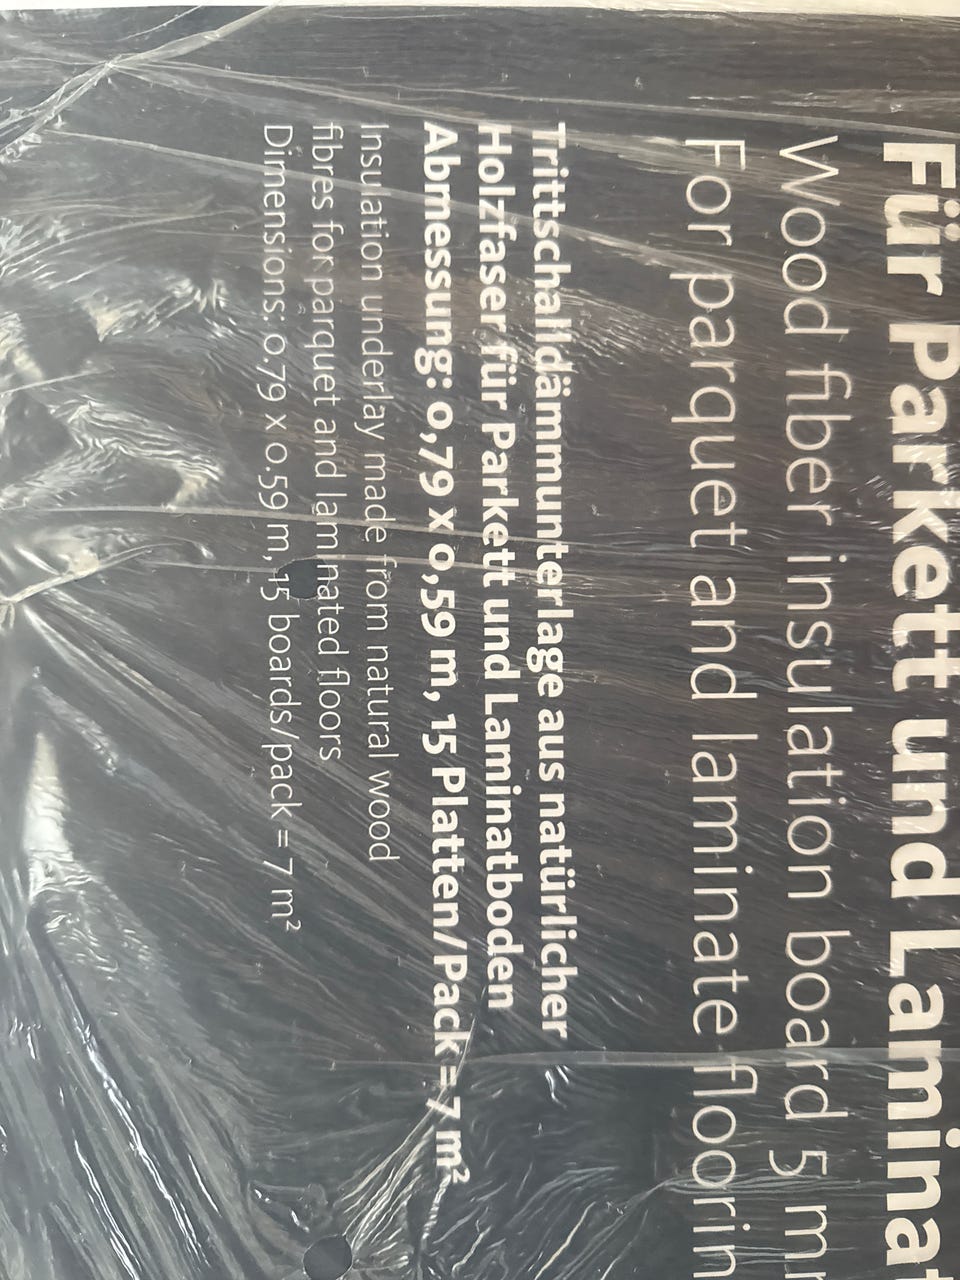 Für Parkett und Laminat
Wood fiber insulation board 5 m
For parquet and laminate floorin
Trittschalldämmunterlage aus natürlicher
Holzfaser für Parkett und Laminatboden
Abmessung: 0,79 x 0,59 m, 15 Platten/Pack = 7 m²
Insulation underlay made from natural wood
fibres for parquet and laminated floors
Dimensions: 0.79 x 0.59 m, 15 boards/pack = 7 m²